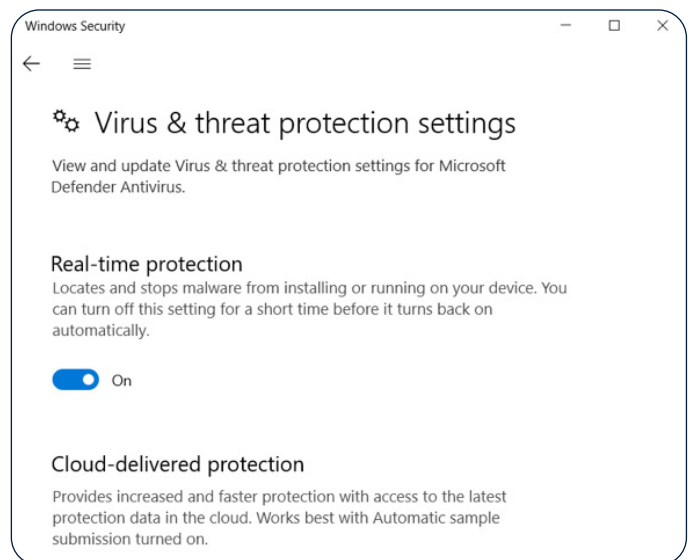 Windows Security
Virus & threat protection settings
View and update Virus & threat protection settings for Microsoft
Defender Antivirus.
Real-time protection
Locates and stops malware from installing or running on your device. You
can turn off this setting for a short time before it turns back on
automatically.
On
Cloud-delivered protection
Provides increased and faster protection with access to the latest
protection data in the cloud. Works best with Automatic sample
submission turned on.